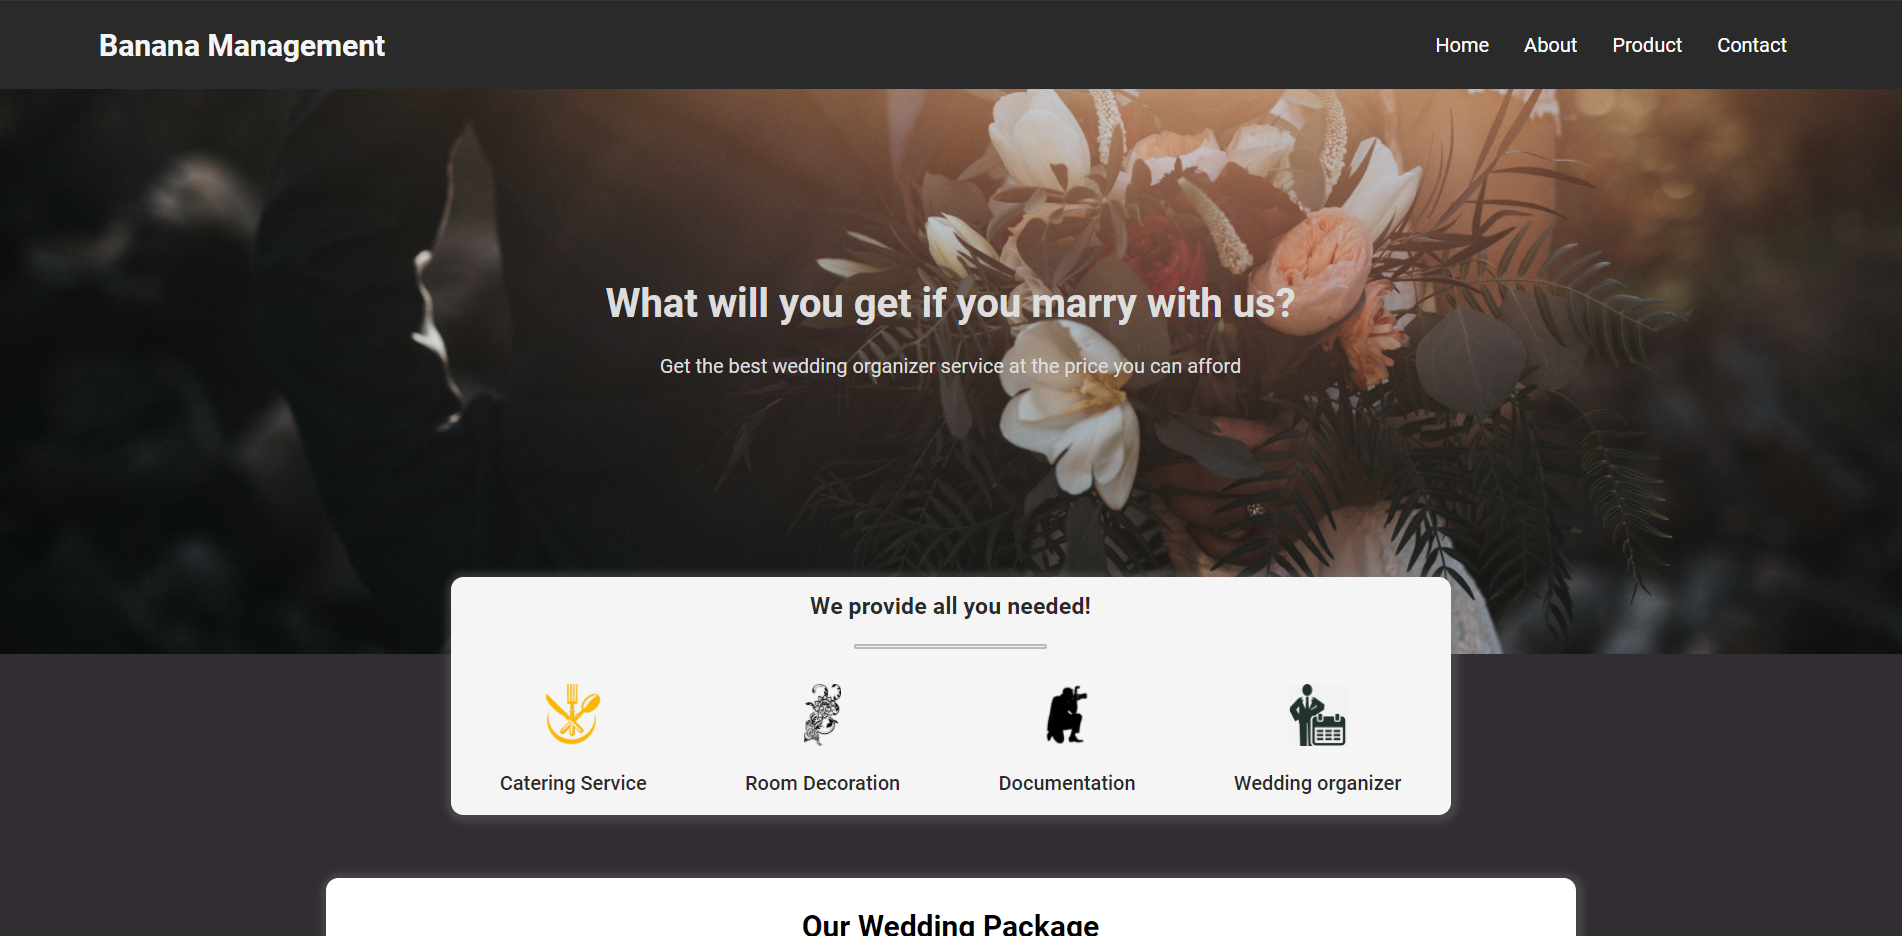 Banana Management
Home About Product Contact
What will you get if you marry with us?
Get the best wedding organizer service at the price you can afford
We provide all you needed!
Catering Service Room Decoration Documentation Wedding organizer
Our Wedding Package